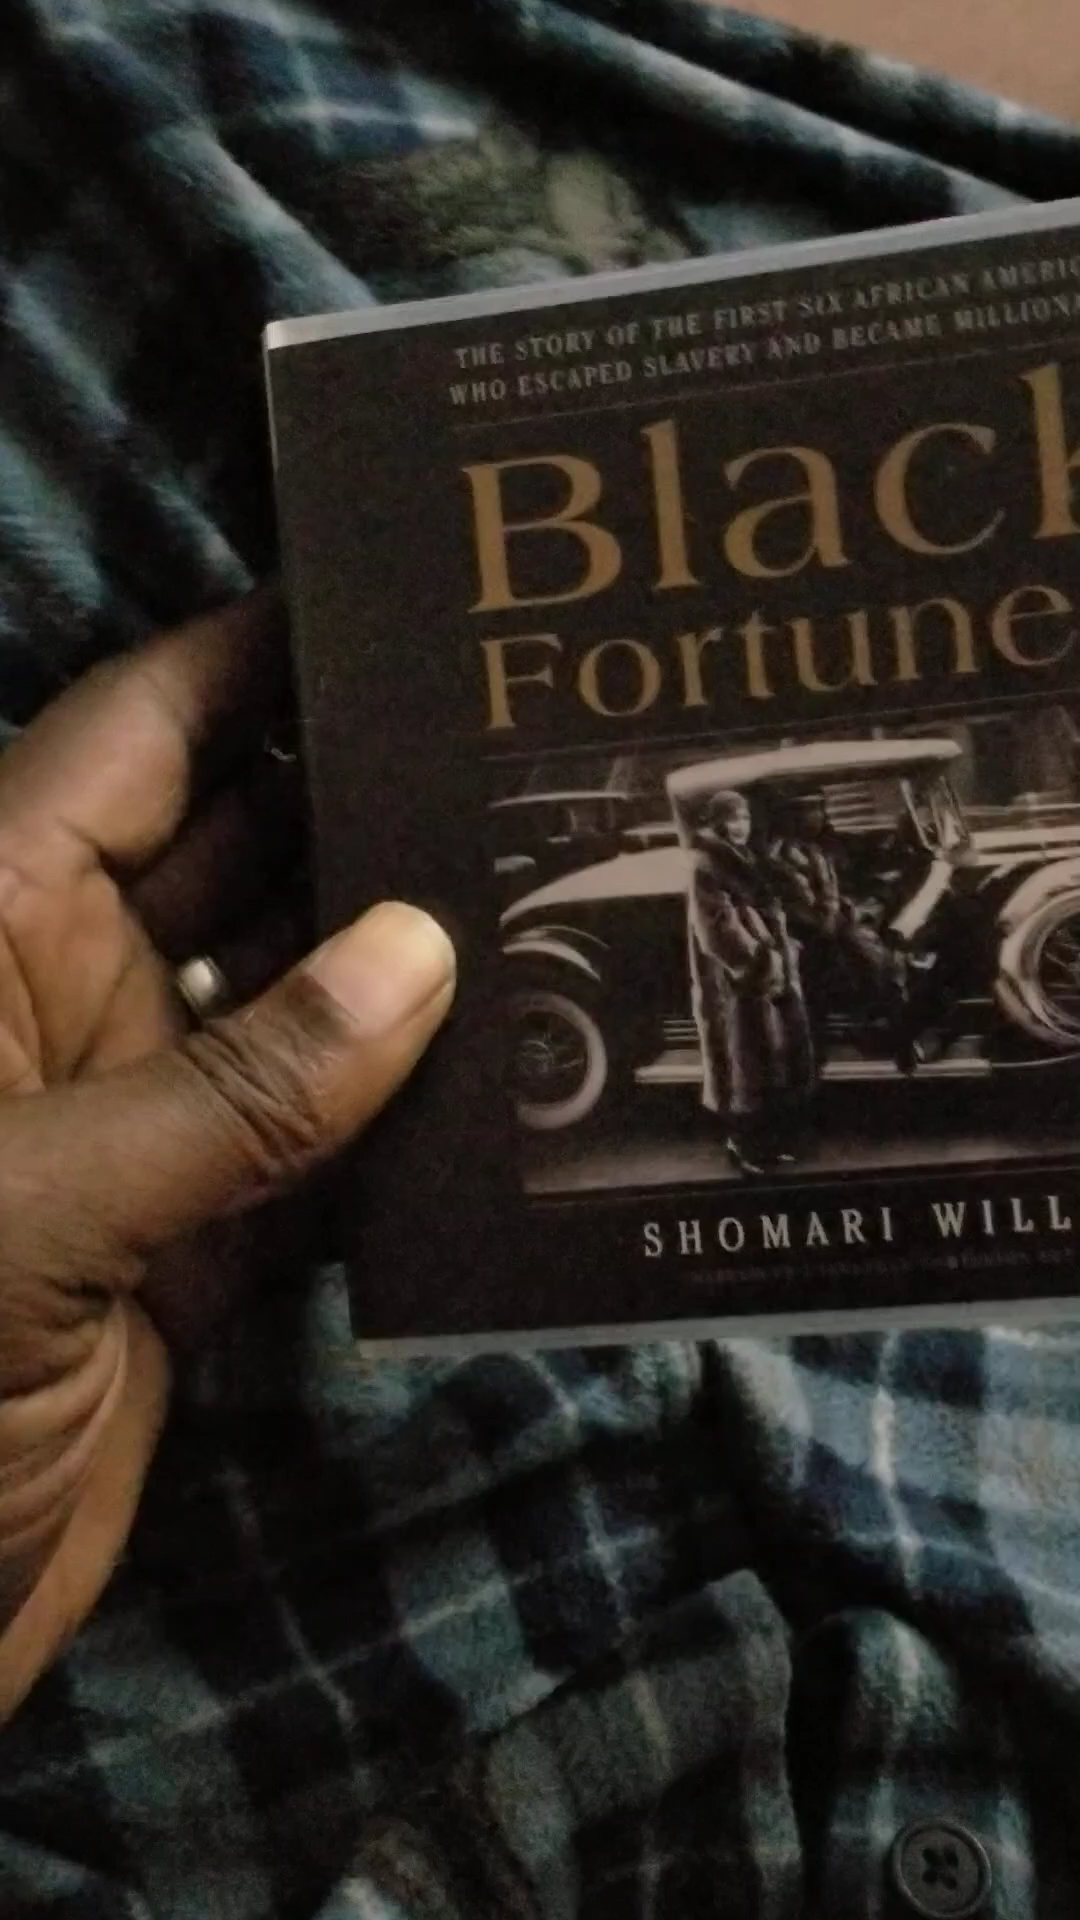 THE STORY OF THE FIRST SIX AFRICAN AMERIC
WHO ESCAPED SLAVERY AND BECAME MILLIONA
Black
Fortune
SHOMARI WILL